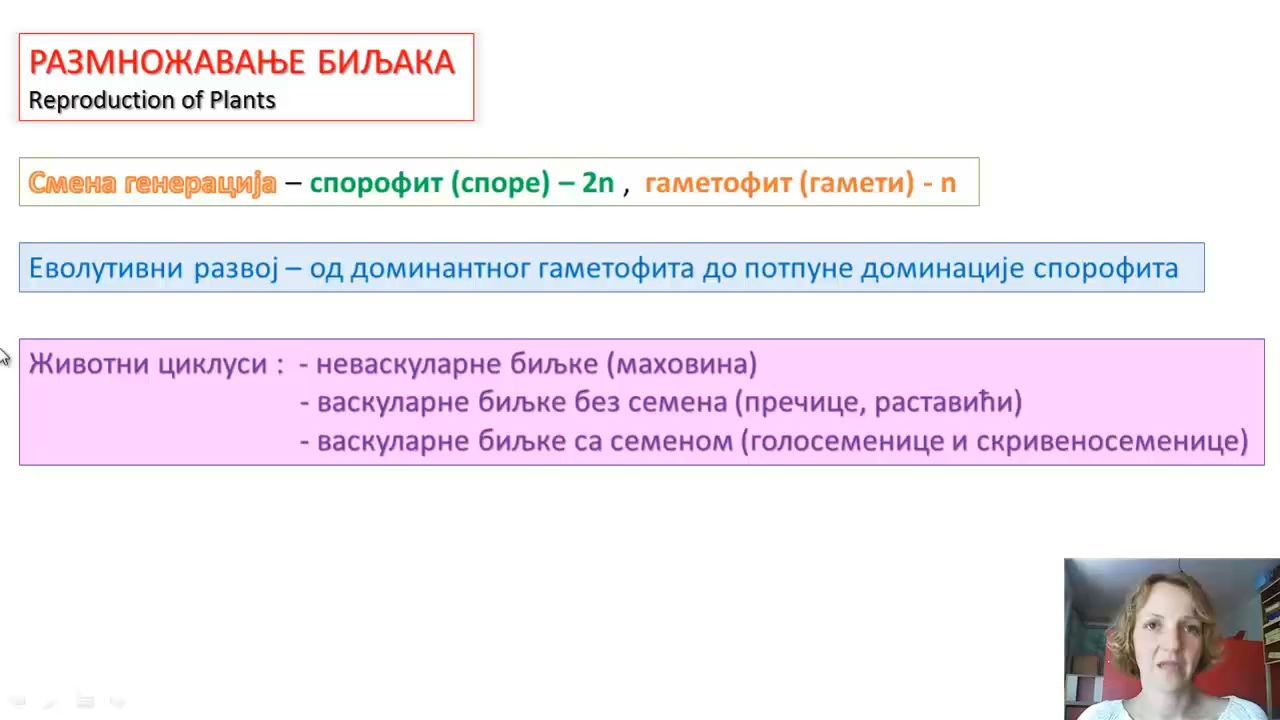 РАЗМНОЖАВАЊЕ БИЉАКА
Reproduction of Plants
Смена генерација – спорофит (споре) – 2n , гаметофит (гамети) - n
Еволутивни развој – од доминантног гаметофита до потпуне доминације спорофита
Животни циклуси : - неваскуларне биљке (маховина)
- васкуларне биљке без семена (пречице, раставићи)
- васкуларне биљке са семеном (голосеменице и скривеносеменице)